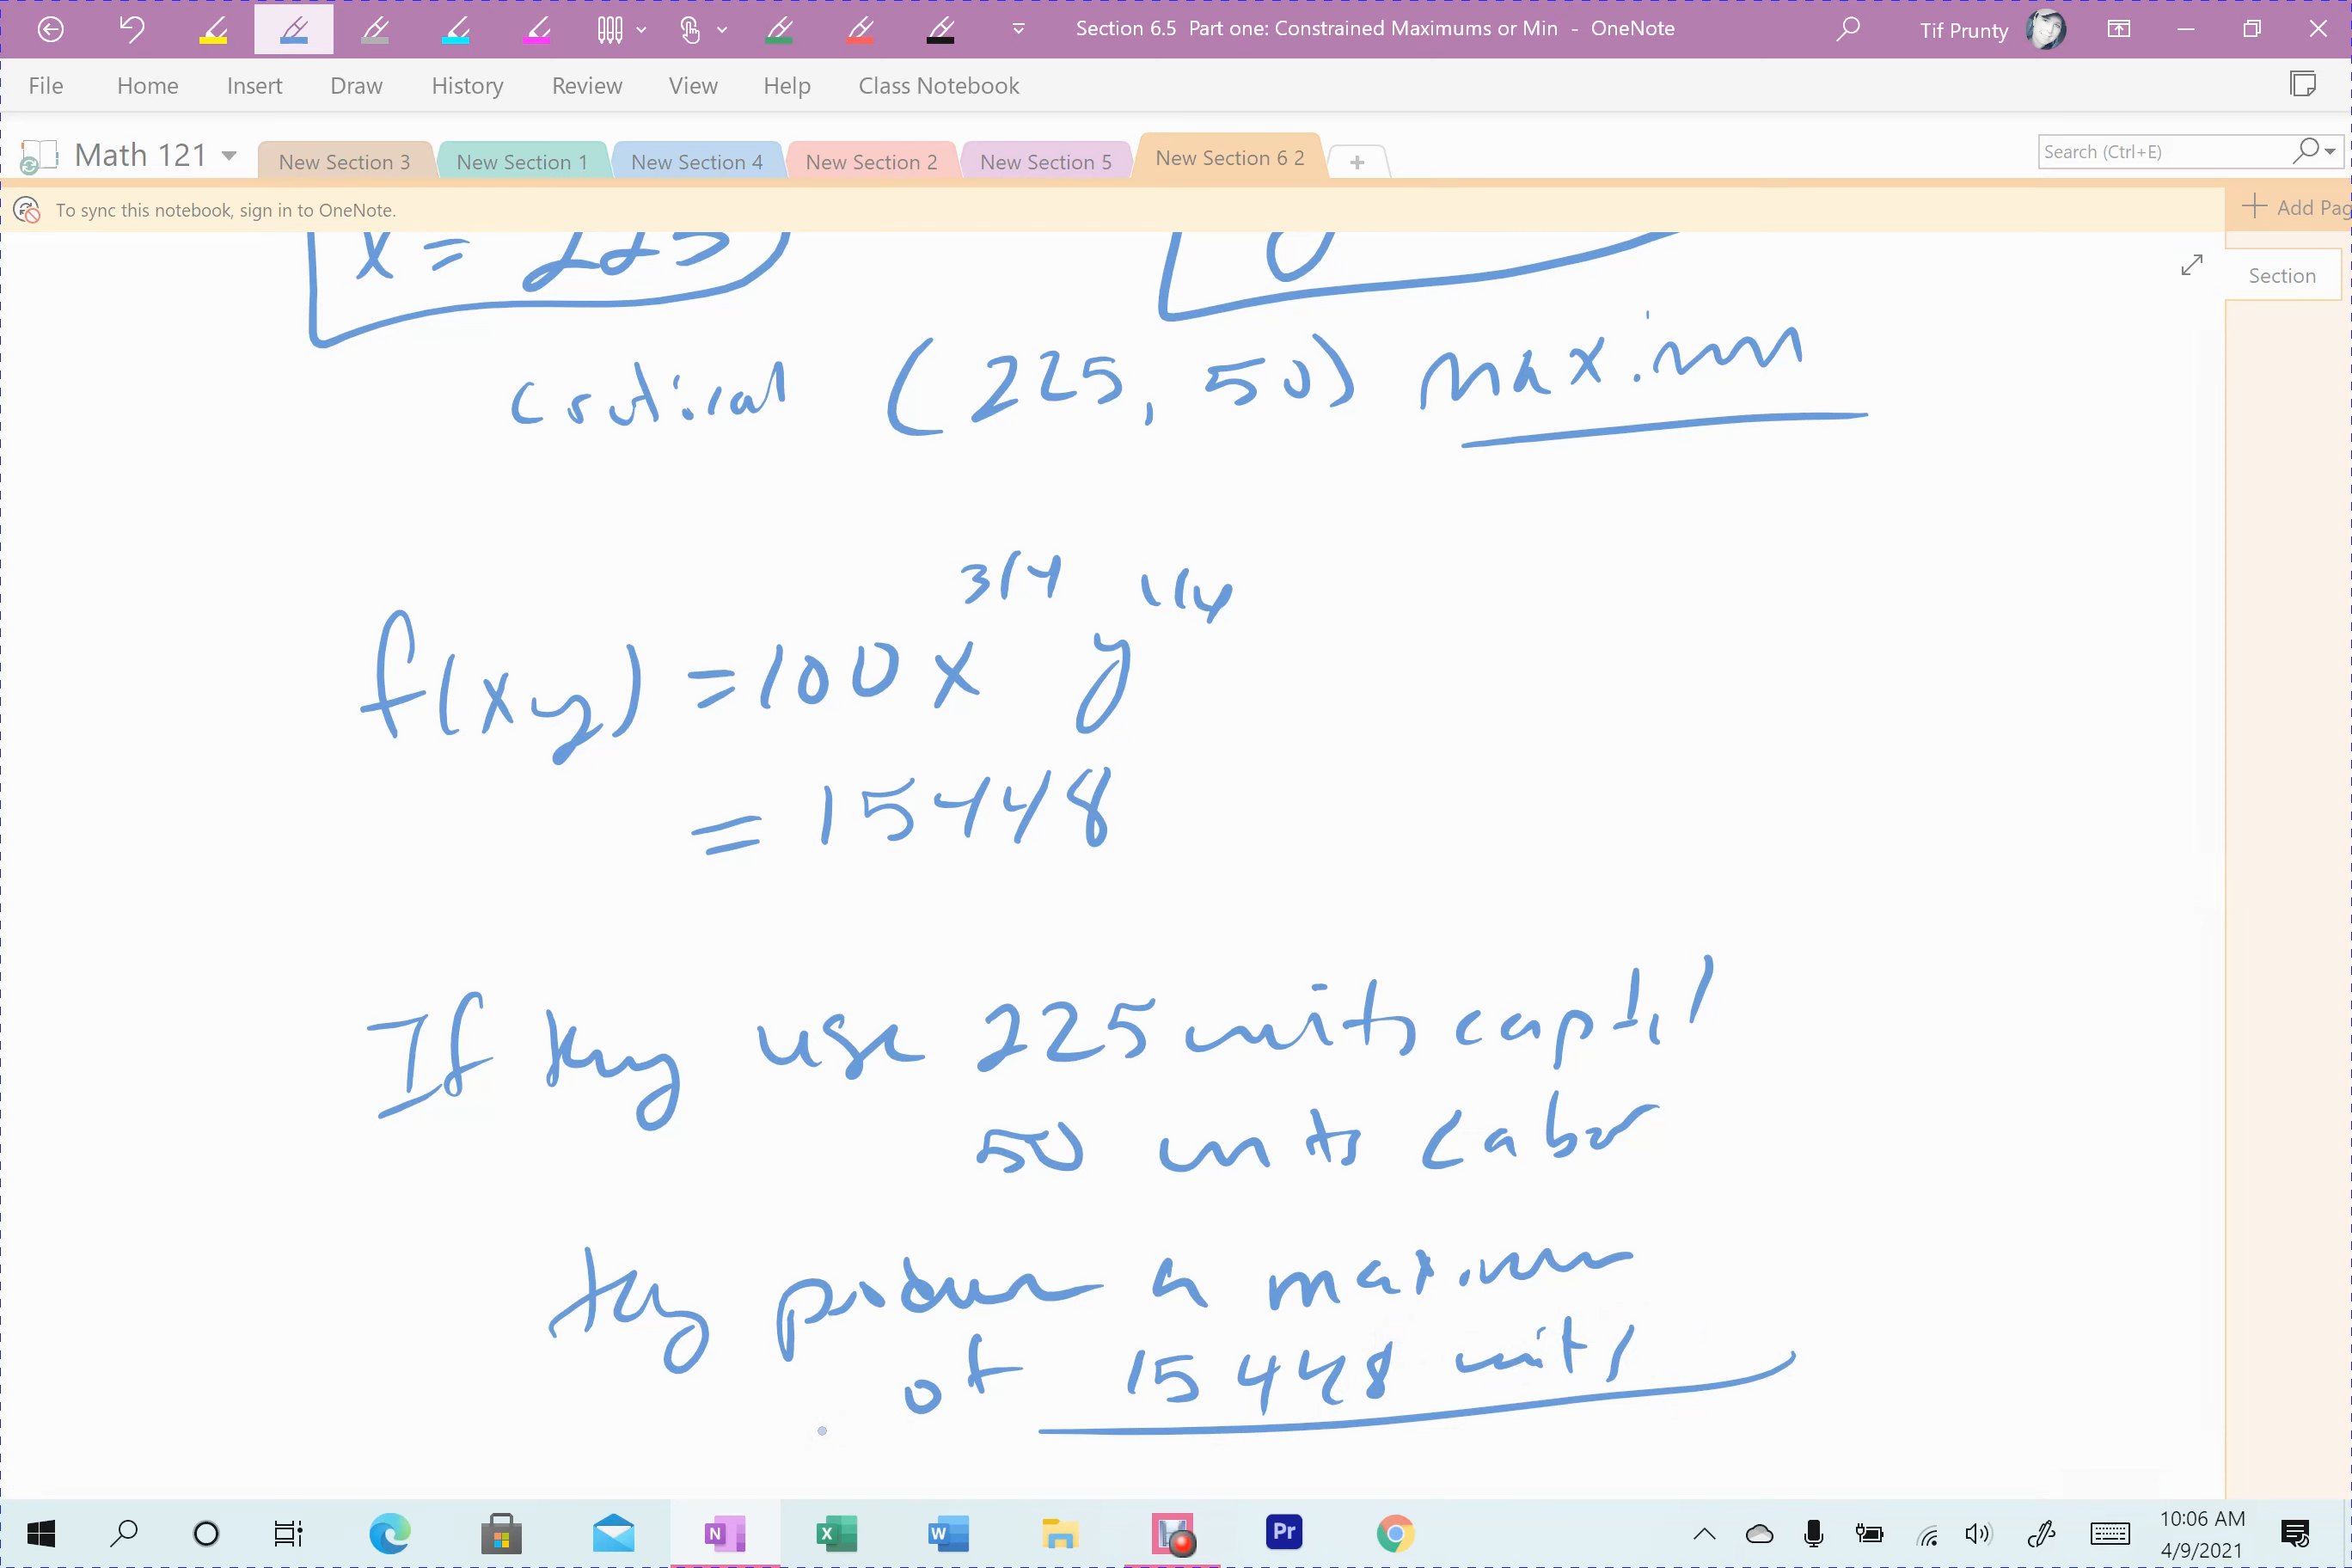 Section 6.5 Part one: Constrained Maximums or Min - OneNote
Tif Prunty
File Home Insert Draw History Review View Help Class Notebook
Math 121
New Section 3
New Section 1
New Section 4
New Section 2
New Section 5
New Section 6 2
Search (Ctrl+E)
To sync this notebook, sign in to OneNote.
Add Pag
Section
x = 225
critical (225, 50) maximum
3/4 1/4
f(xy) = 100 x y
= 15448
If they use 225 units capital
50 units Labor
they produce a maximum
of 15448 units
N
X
W
Pr
10:06 AM
4/9/2021